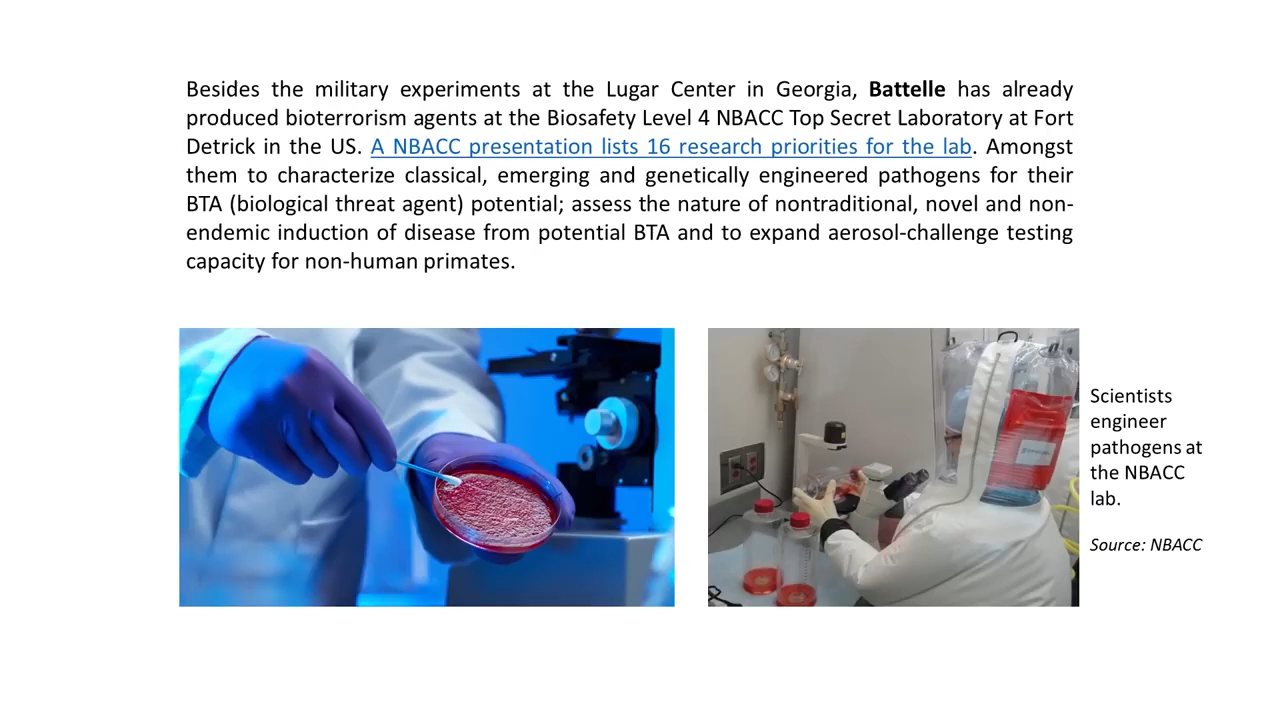 Besides the military experiments at the Lugar Center in Georgia, Battelle has already
produced bioterrorism agents at the Biosafety Level 4 NBACC Top Secret Laboratory at Fort
Detrick in the US. A NBACC presentation lists 16 research priorities for the lab. Amongst
them to characterize classical, emerging and genetically engineered pathogens for their
BTA (biological threat agent) potential; assess the nature of nontraditional, novel and non-
endemic induction of disease from potential BTA and to expand aerosol-challenge testing
capacity for non-human primates.
Scientists
engineer
pathogens at
the NBACC
lab.
Source: NBACC